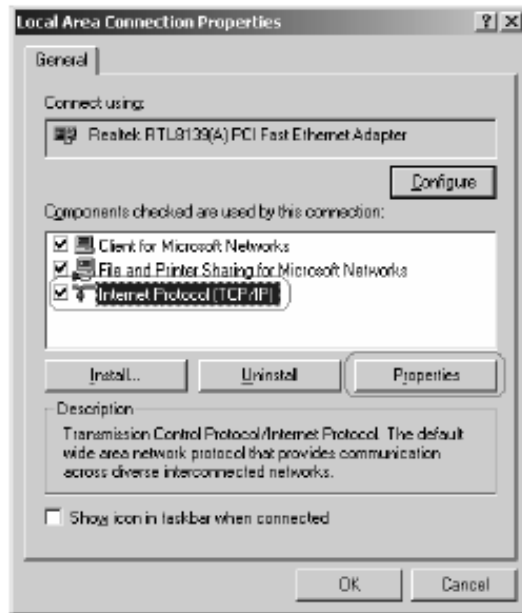 Local Area Connection Properties
General
Connect using:
Realtek RTL8139(A) PCI Fast Ethernet Adapter
Configure
Components checked are used by this connection:
Client for Microsoft Networks
File and Printer Sharing for Microsoft Networks
Internet Protocol (TCP/IP)
Install... Uninstall Properties
Description
Transmission Control Protocol/Internet Protocol. The default
wide area network protocol that provides communication
across diverse interconnected networks.
Show icon in taskbar when connected
OK Cancel